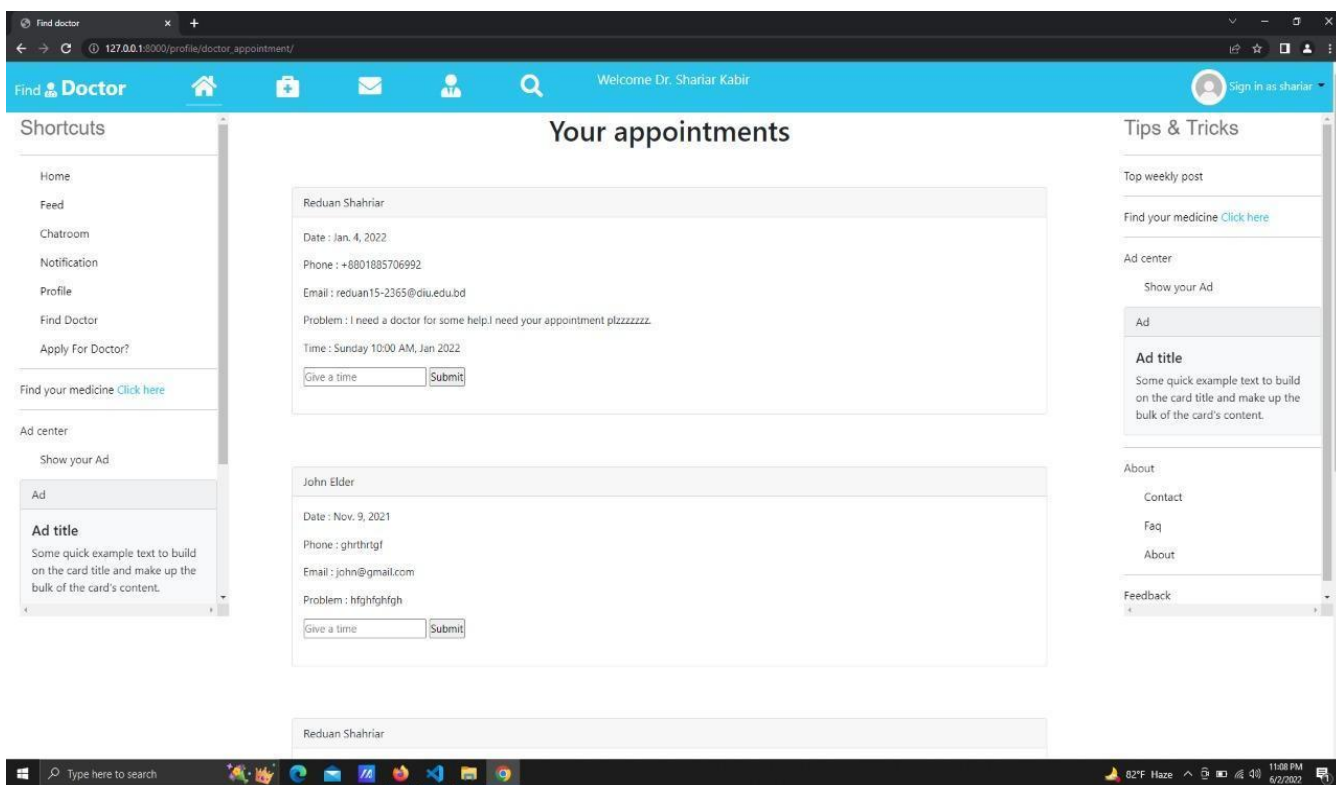 Find doctor
127.0.0.1:8000/profile/doctor_appointment/
Find Doctor
Welcome Dr. Shariar Kabir
Sign in as shariar
Shortcuts
Home
Feed
Chatroom
Notification
Profile
Find Doctor
Apply For Doctor?
Find your medicine Click here
Ad center
Show your Ad
Ad
Ad title
Some quick example text to build
on the card title and make up the
bulk of the card's content.
Your appointments
Reduan Shahriar
Date : Jan. 4, 2022
Phone : +8801885706992
Email : reduan15-2365@diu.edu.bd
Problem : I need a doctor for some help.I need your appointment plzzzzzz.
Time : Sunday 10:00 AM, Jan 2022
Give a time Submit
John Elder
Date : Nov. 9, 2021
Phone : ghrthrtgf
Email : john@gmail.com
Problem : hfghfghfgh
Give a time Submit
Reduan Shahriar
Tips & Tricks
Top weekly post
Find your medicine Click here
Ad center
Show your Ad
Ad
Ad title
Some quick example text to build
on the card title and make up the
bulk of the card's content.
About
Contact
Faq
About
Feedback
Type here to search
82°F Haze
11:08 PM
6/2/2022